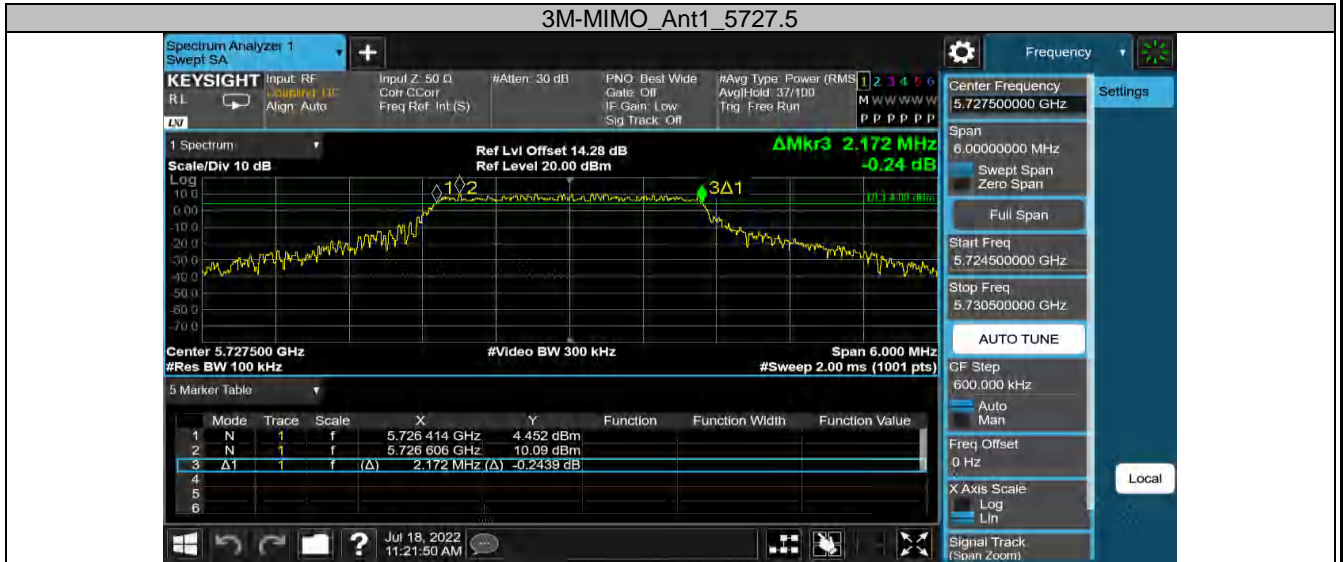 3M-MIMO_Ant1_5727.5
Spectrum Analyzer 1
Swept SA
+
Frequency
KEYSIGHT
RL
LXI
Input: RF
Align: Auto
Input Z: 50 Ω
Corr CCorr
Freq Ref: Int (S)
#Atten: 30 dB
PNO: Best Wide
Gate: Off
IF Gain: Low
Sig Track: Off
#Avg Type: Power (RMS
Avg|Hold: 37/100
Trig: Free Run
1 2 3 4 5 6
M W W W W W
P P P P P P
1 Spectrum
Scale/Div 10 dB
Ref Lvl Offset 14.28 dB
Ref Level 20.00 dBm
ΔMkr3 2.172 MHz
-0.24 dB
Log
10.0
0.00
-10.0
-20.0
-30.0
-40.0
-50.0
-60.0
-70.0
1
2
3Δ1
Center 5.727500 GHz
#Video BW 300 kHz
Span 6.000 MHz
#Res BW 100 kHz
#Sweep 2.00 ms (1001 pts)
5 Marker Table
Mode Trace Scale X Y Function Function Width Function Value
1 N 1 f 5.726 414 GHz 4.452 dBm
2 N 1 f 5.726 606 GHz 10.09 dBm
3 Δ1 1 f (Δ) 2.172 MHz (Δ) -0.2439 dB
4
5
6
?
Jul 18, 2022
11:21:50 AM
Center Frequency
5.727500000 GHz
Settings
Span
6.00000000 MHz
Swept Span
Zero Span
Full Span
Start Freq
5.724500000 GHz
Stop Freq
5.730500000 GHz
AUTO TUNE
CF Step
600.000 kHz
Auto
Man
Freq Offset
0 Hz
X Axis Scale
Log
Lin
Local
Signal Track
(Span Zoom)